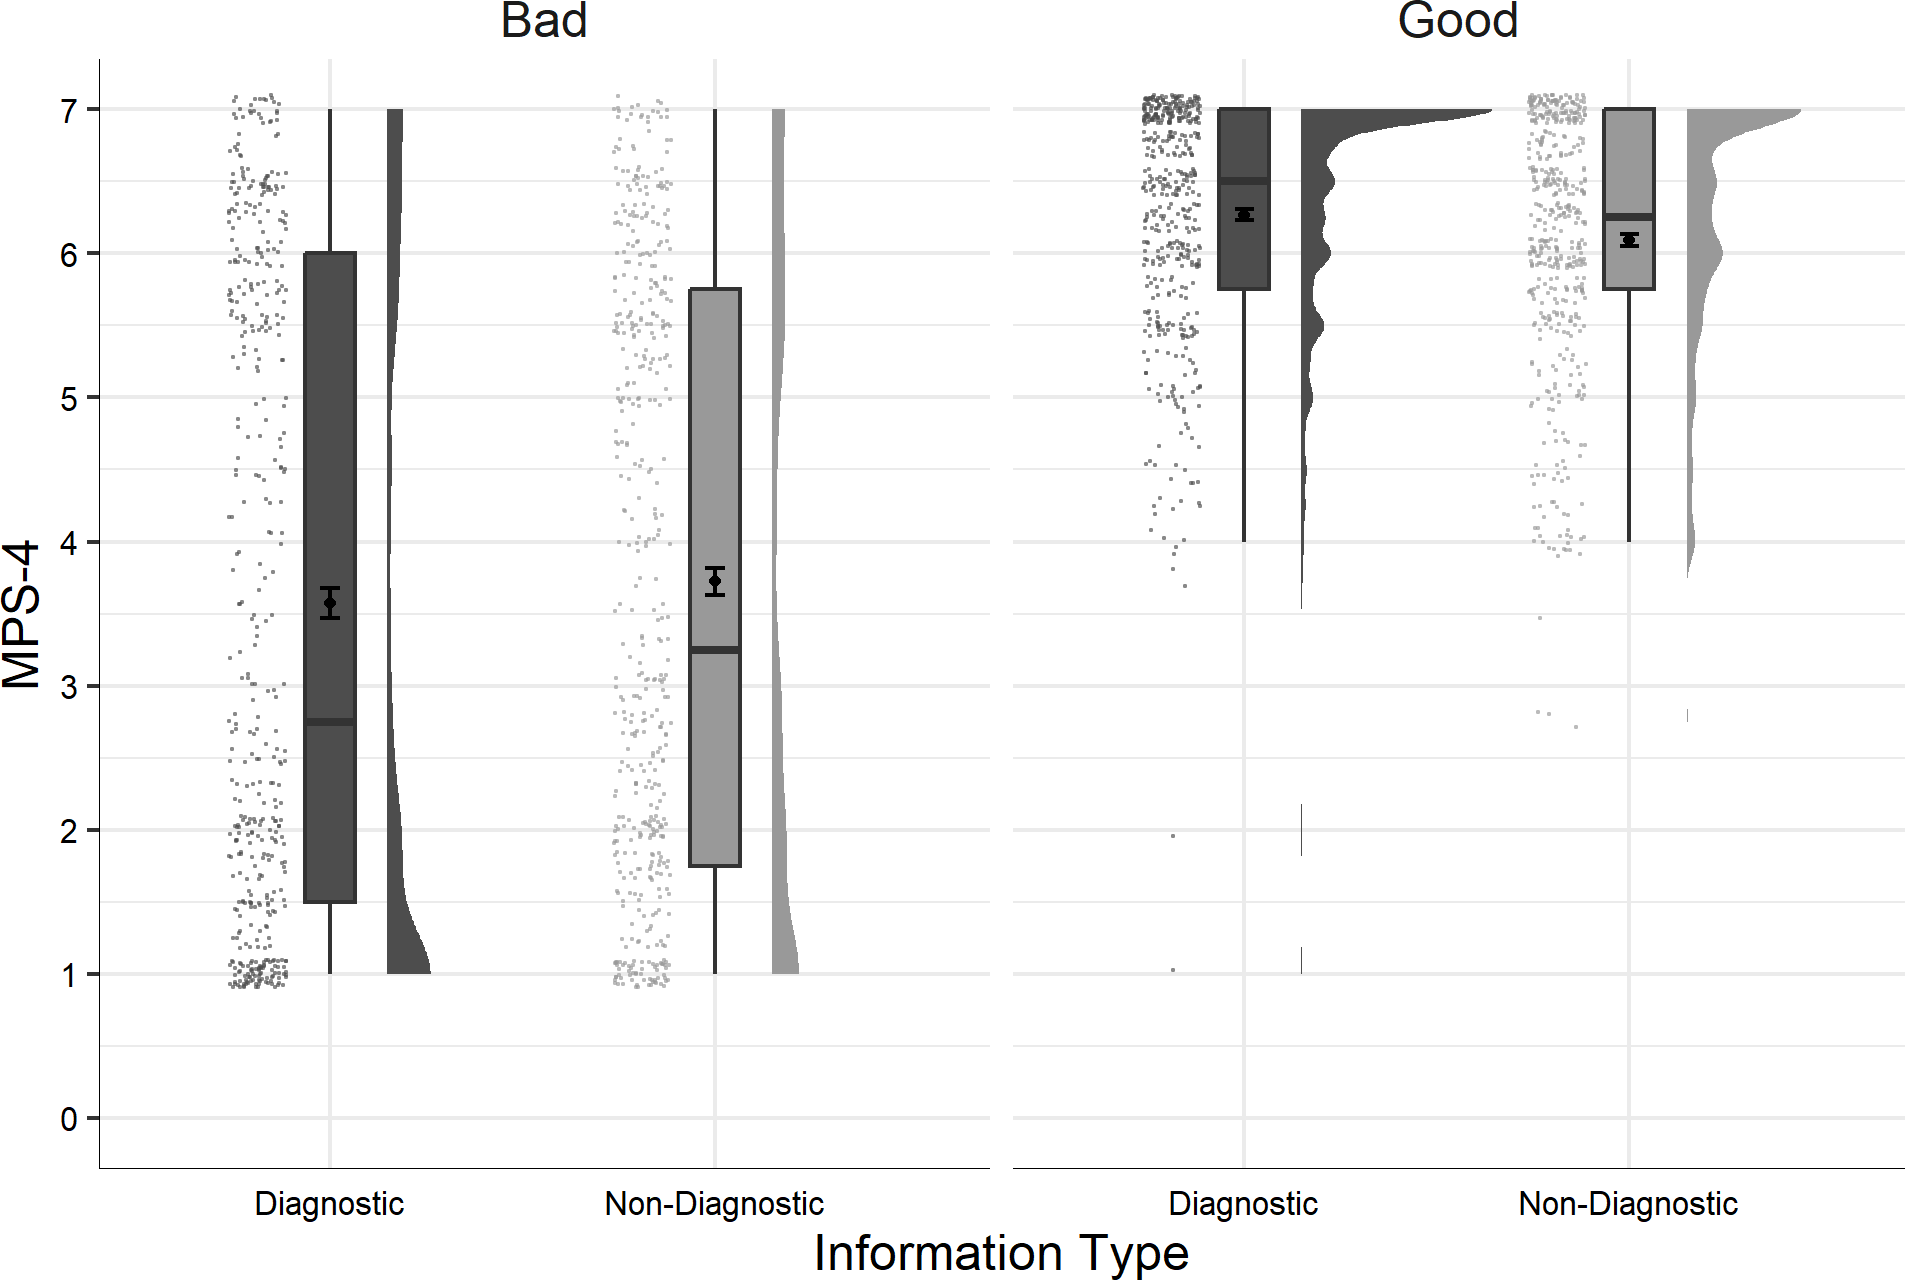 Bad
Good
7
6
5
4
3
2
1
0
MPS-4
Diagnostic
Non-Diagnostic
Diagnostic
Non-Diagnostic
Information Type